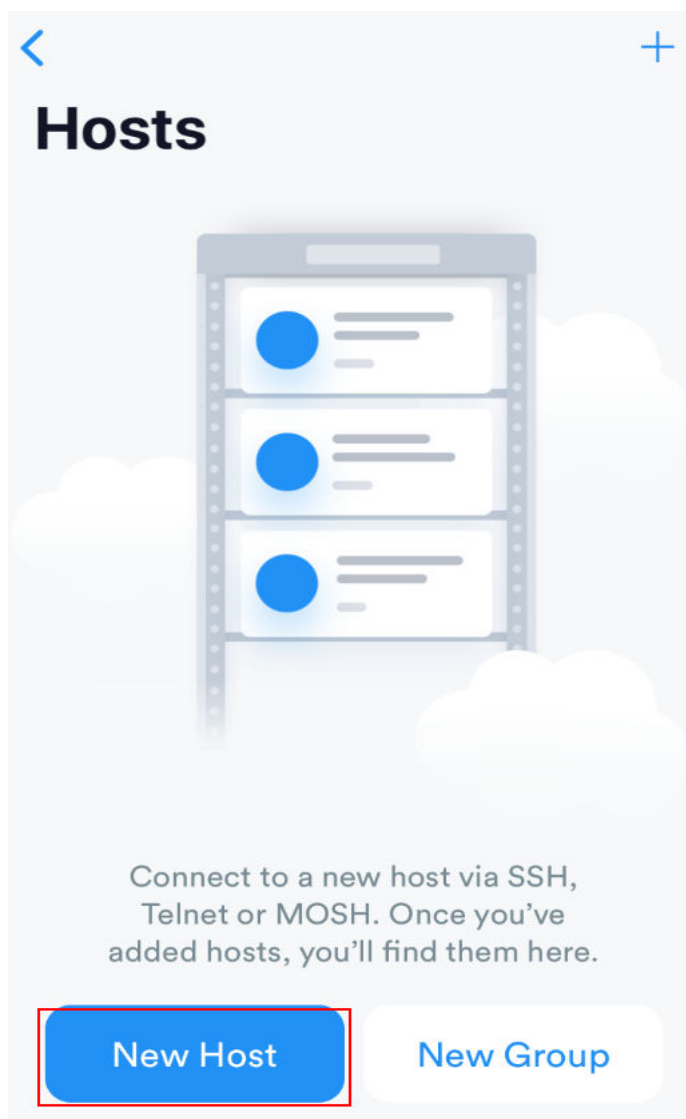 Hosts
Connect to a new host via SSH,
Telnet or MOSH. Once you’ve
added hosts, you’ll find them here.
New Host
New Group